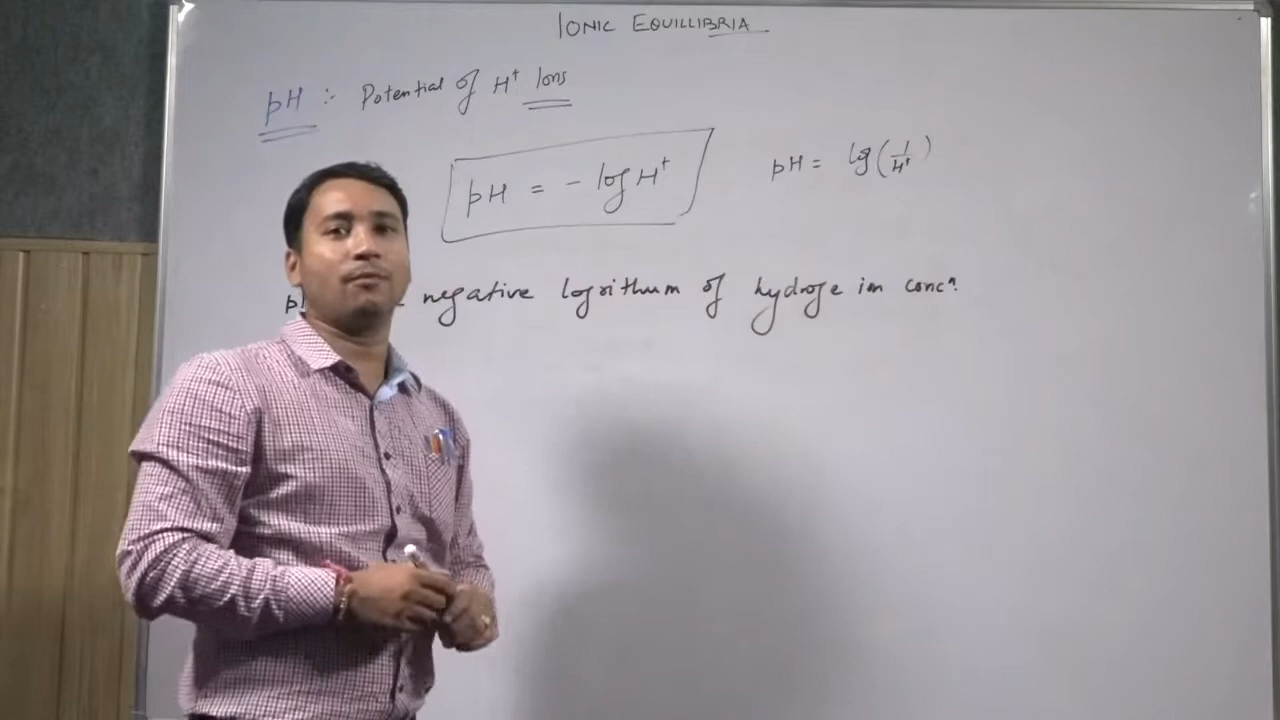 IONIC EQUILLIBRIA
pH :- Potential of H⁺ Ions
pH = - log H⁺
pH = log(1/H⁺)
negative logrithum of hydroge ion concⁿ.